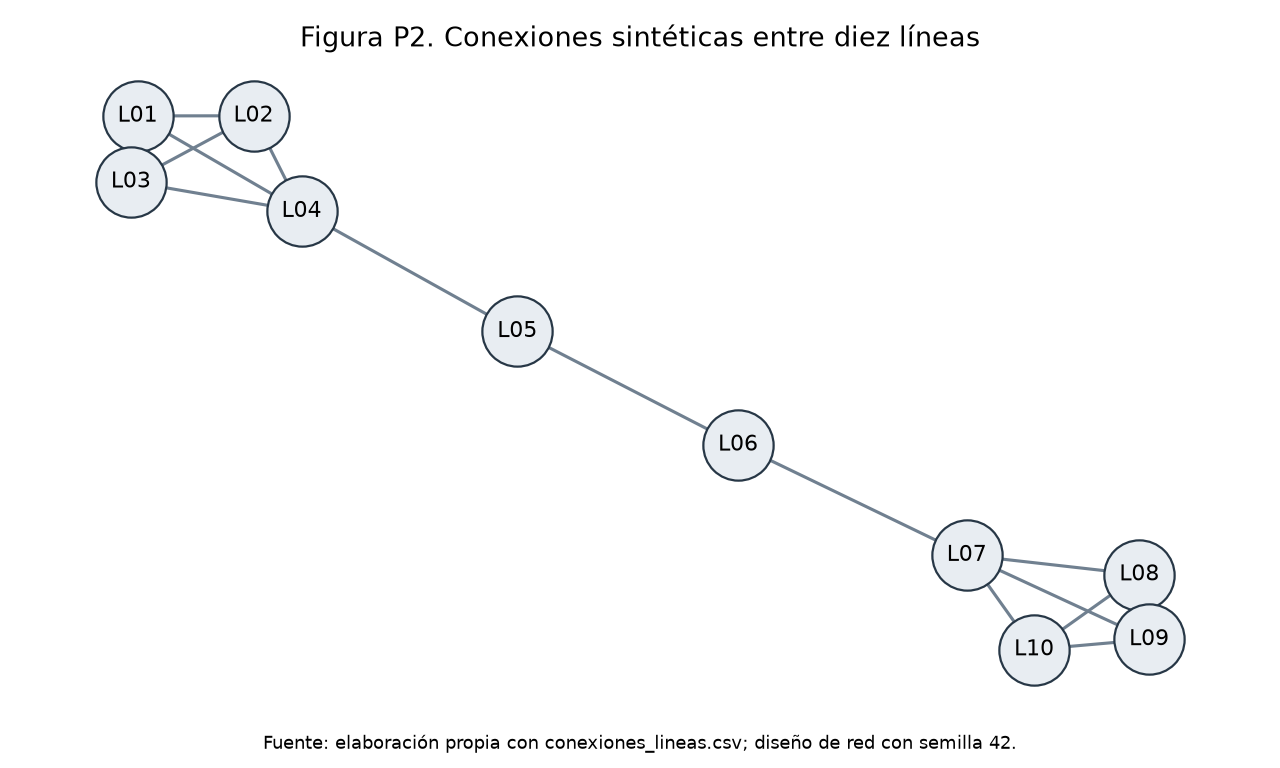 Figura P2. Conexiones sintéticas entre diez líneas
L01
L02
L03
L04
L05
L06
L07
L08
L09
L10
Fuente: elaboración propia con conexiones_lineas.csv; diseño de red con semilla 42.